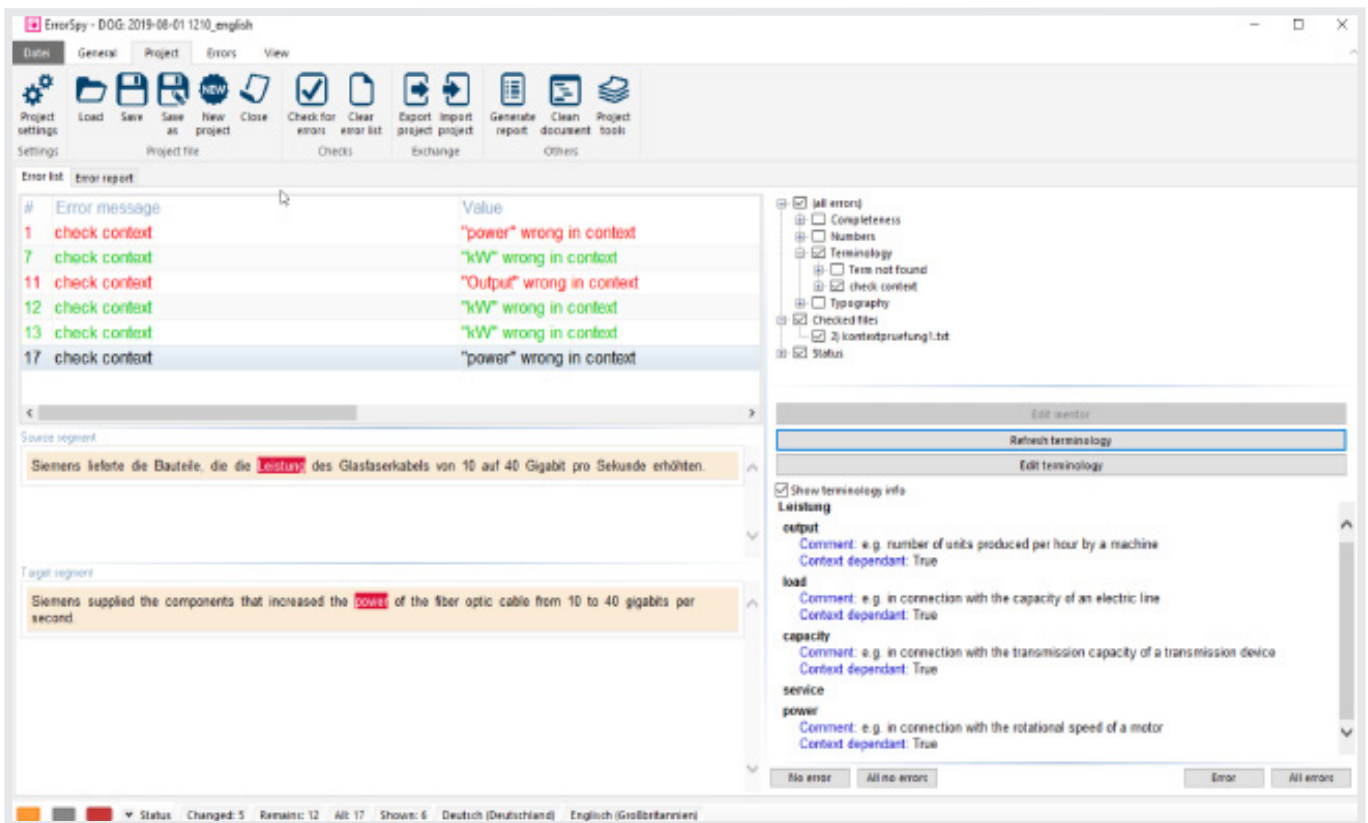 ErrorSpy - DOG: 2019-08-01 1210_english
Datei General Project Errors View
NEW
Project settings Load Save Save as New project Close Check for errors Clear error list Export project Import project Generate report Clean document Project tools
Settings Project file Checks Exchange Others
Error list Error report
# Error message Value
1 check context "power" wrong in context
7 check context "kW" wrong in context
11 check context "Output" wrong in context
12 check context "kW" wrong in context
13 check context "kW" wrong in context
17 check context "power" wrong in context
Source segment
Siemens lieferte die Bauteile, die die Leistung des Glasfaserkabels von 10 auf 40 Gigabit pro Sekunde erhöhten.
Target segment
Siemens supplied the components that increased the power of the fiber optic cable from 10 to 40 gigabits per
second.
(all errors)
Completeness
Numbers
Terminology
Term not found
check context
Typography
Checked files
2) kontextpruefung1.txt
Status
Edit mentor
Refresh terminology
Edit terminology
Show terminology info
Leistung
output
Comment: e.g. number of units produced per hour by a machine
Context dependant: True
load
Comment: e.g. in connection with the capacity of an electric line
Context dependant: True
capacity
Comment: e.g. in connection with the transmission capacity of a transmission device
Context dependant: True
service
power
Comment: e.g. in connection with the rotational speed of a motor
Context dependant: True
No error All no errors Error All errors
Status Changed: 5 Remains: 12 All: 17 Shown: 6 Deutsch (Deutschland) Englisch (Großbritannien)